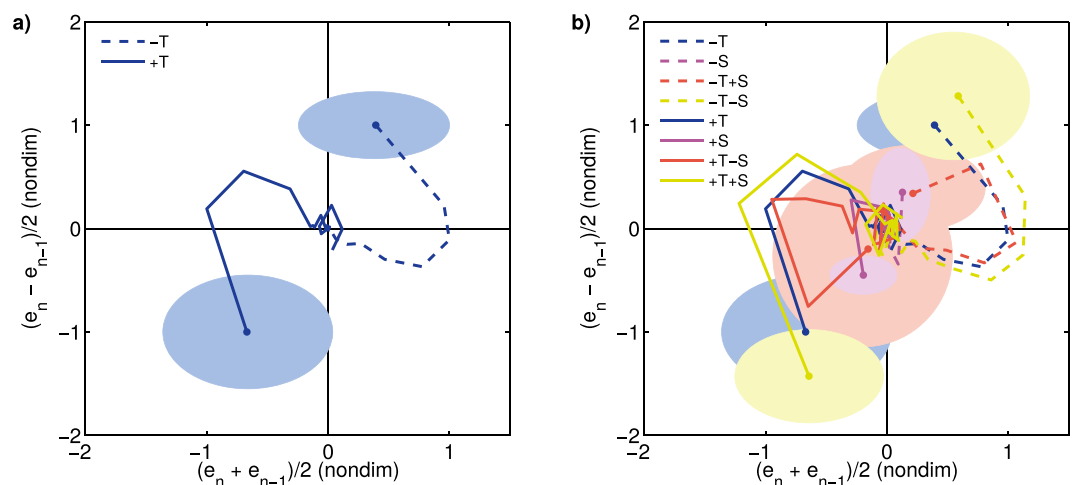 a)
−T
+T
2
1
0
−1
−2
(e_n − e_{n−1})/2 (nondim)
−2
−1
0
1
(e_n + e_{n−1})/2 (nondim)
b)
−T
−S
−T+S
−T−S
+T
+S
+T−S
+T+S
2
1
0
−1
−2
(e_n − e_{n−1})/2 (nondim)
−2
−1
0
1
(e_n + e_{n−1})/2 (nondim)